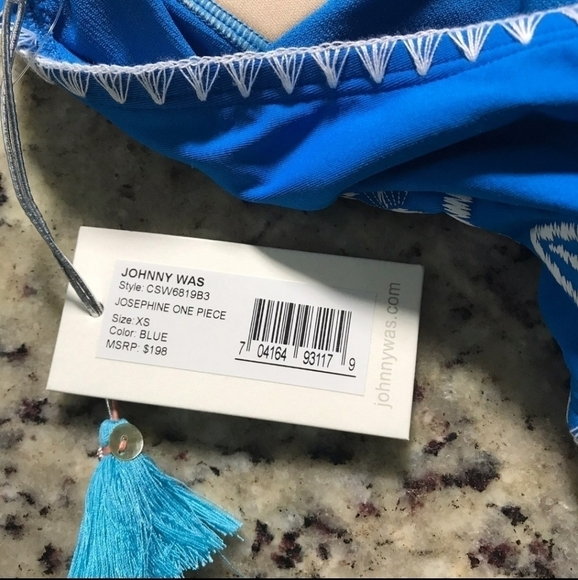 JOHNNY WAS
Style: CSW6819B3
JOSEPHINE ONE PIECE
Size: XS
Color: BLUE
MSRP: $198
7 04164 93117 9
johnnywas.com